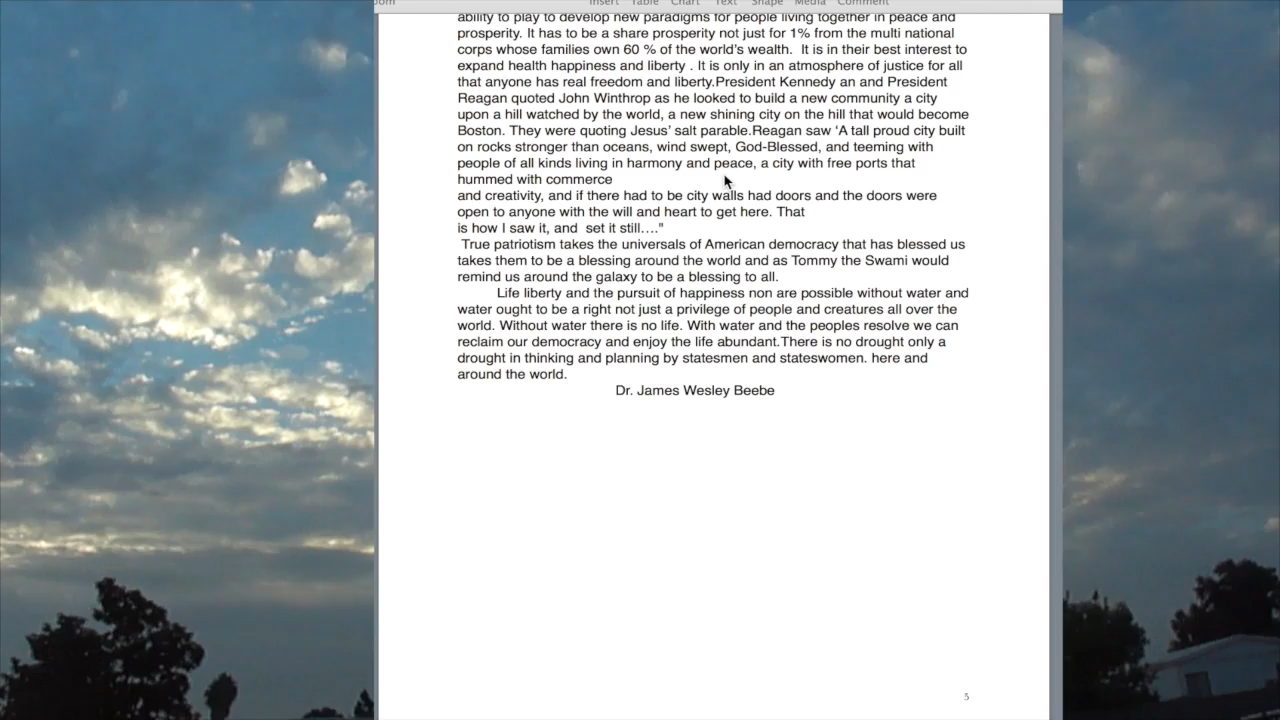 oom Insert Table Chart Text Shape Media Comment
ability to play to develop new paradigms for people living together in peace and
prosperity. It has to be a share prosperity not just for 1% from the multi national
corps whose families own 60 % of the world's wealth.  It is in their best interest to
expand health happiness and liberty . It is only in an atmosphere of justice for all
that anyone has real freedom and liberty.President Kennedy an and President
Reagan quoted John Winthrop as he looked to build a new community a city
upon a hill watched by the world, a new shining city on the hill that would become
Boston. They were quoting Jesus' salt parable.Reagan saw 'A tall proud city built
on rocks stronger than oceans, wind swept, God-Blessed, and teeming with
people of all kinds living in harmony and peace, a city with free ports that
hummed with commerce
and creativity, and if there had to be city walls had doors and the doors were
open to anyone with the will and heart to get here. That
is how I saw it, and  set it still…."
True patriotism takes the universals of American democracy that has blessed us
takes them to be a blessing around the world and as Tommy the Swami would
remind us around the galaxy to be a blessing to all.
Life liberty and the pursuit of happiness non are possible without water and
water ought to be a right not just a privilege of people and creatures all over the
world. Without water there is no life. With water and the peoples resolve we can
reclaim our democracy and enjoy the life abundant.There is no drought only a
drought in thinking and planning by statesmen and stateswomen. here and
around the world.
Dr. James Wesley Beebe
5